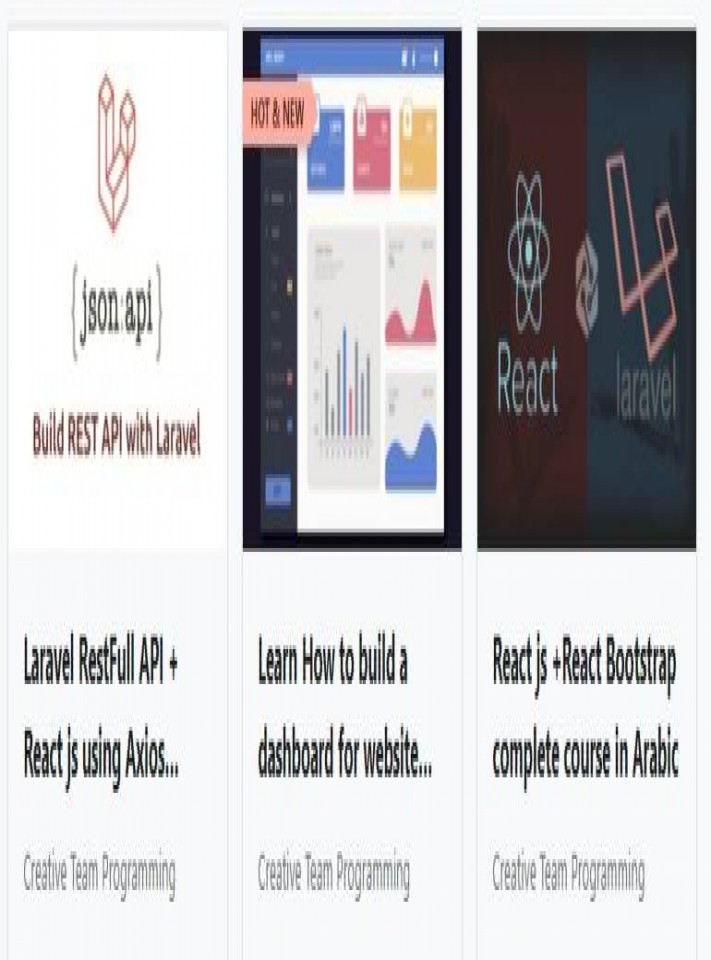 {json:api}
Build REST API with Laravel
Laravel RestFull API +
React js using Axios...
Creative Team Programming
HOT & NEW
Learn How to build a
dashboard for website...
Creative Team Programming
React
laravel
React js +React Bootstrap
complete course in Arabic
Creative Team Programming